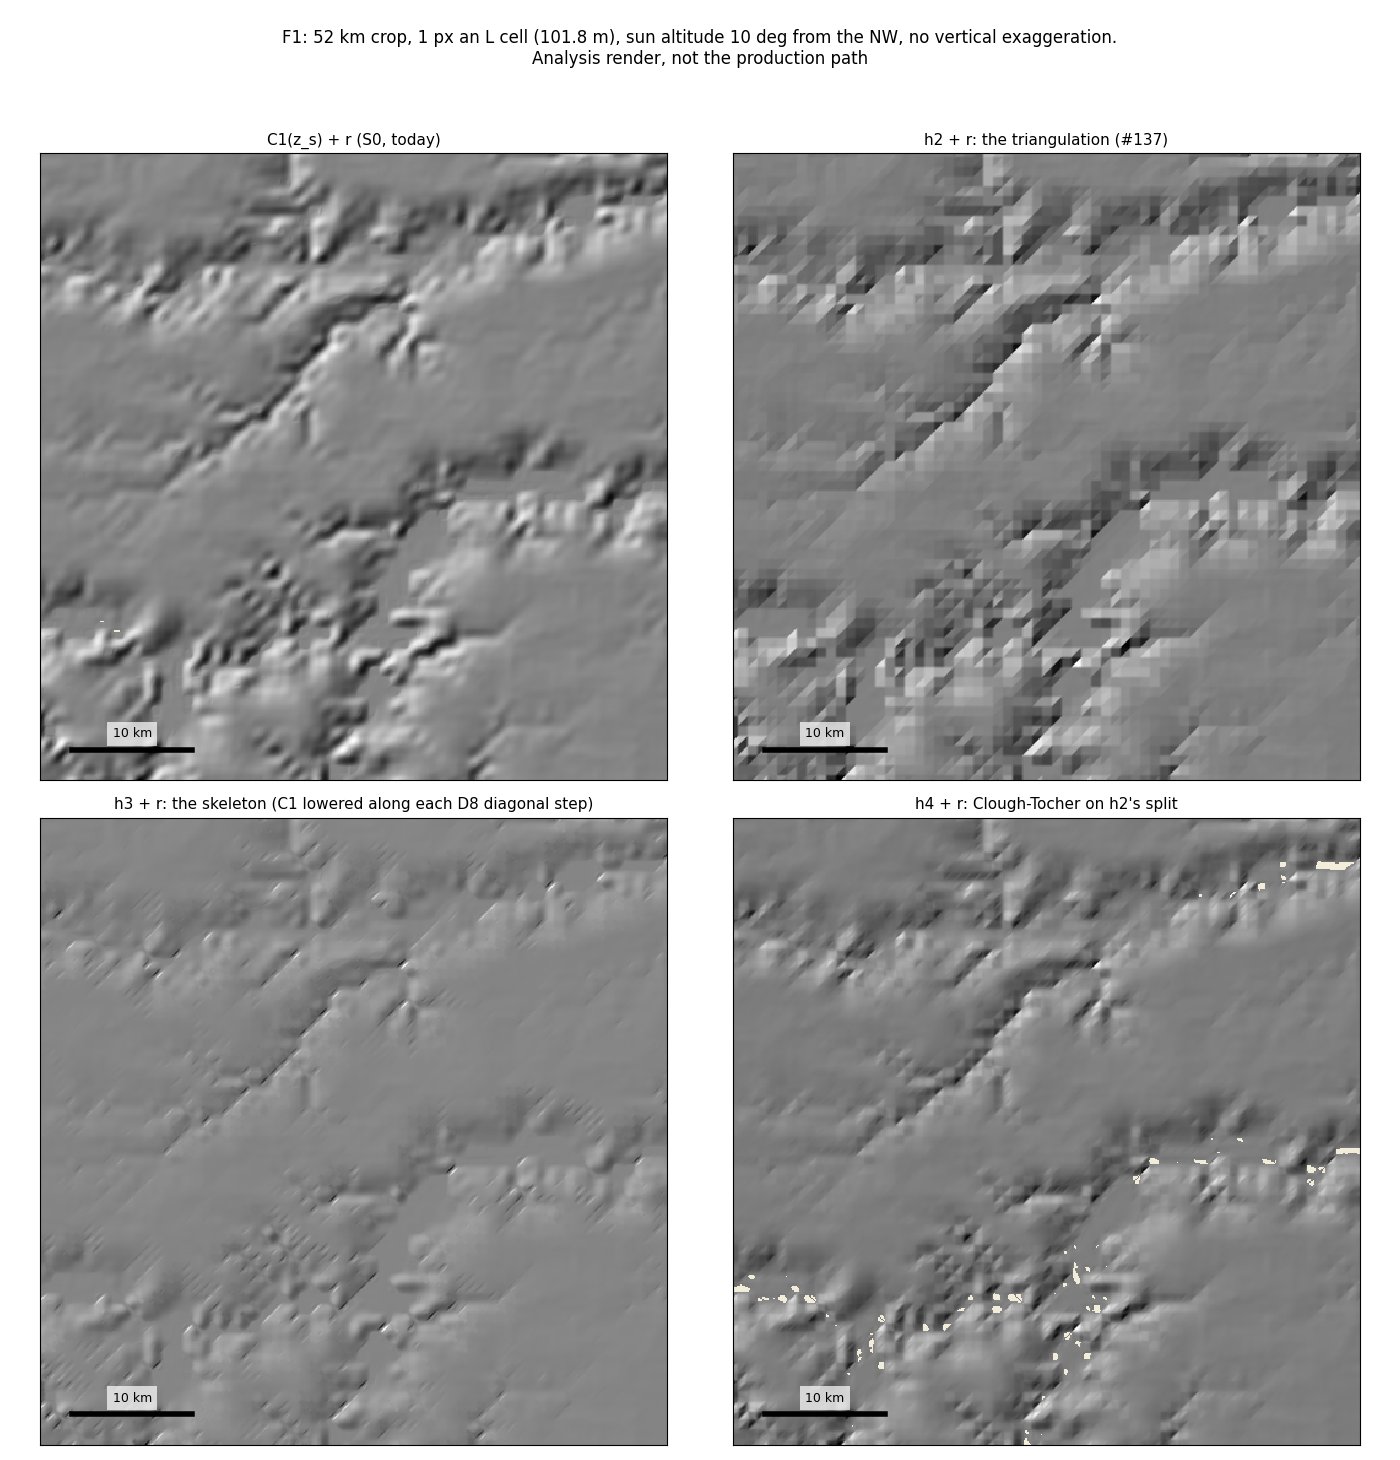 F1: 52 km crop, 1 px an L cell (101.8 m), sun altitude 10 deg from the NW, no vertical exaggeration.
Analysis render, not the production path
C1(z_s) + r (S0, today)
h2 + r: the triangulation (#137)
10 km
10 km
h3 + r: the skeleton (C1 lowered along each D8 diagonal step)
h4 + r: Clough-Tocher on h2's split
10 km
10 km